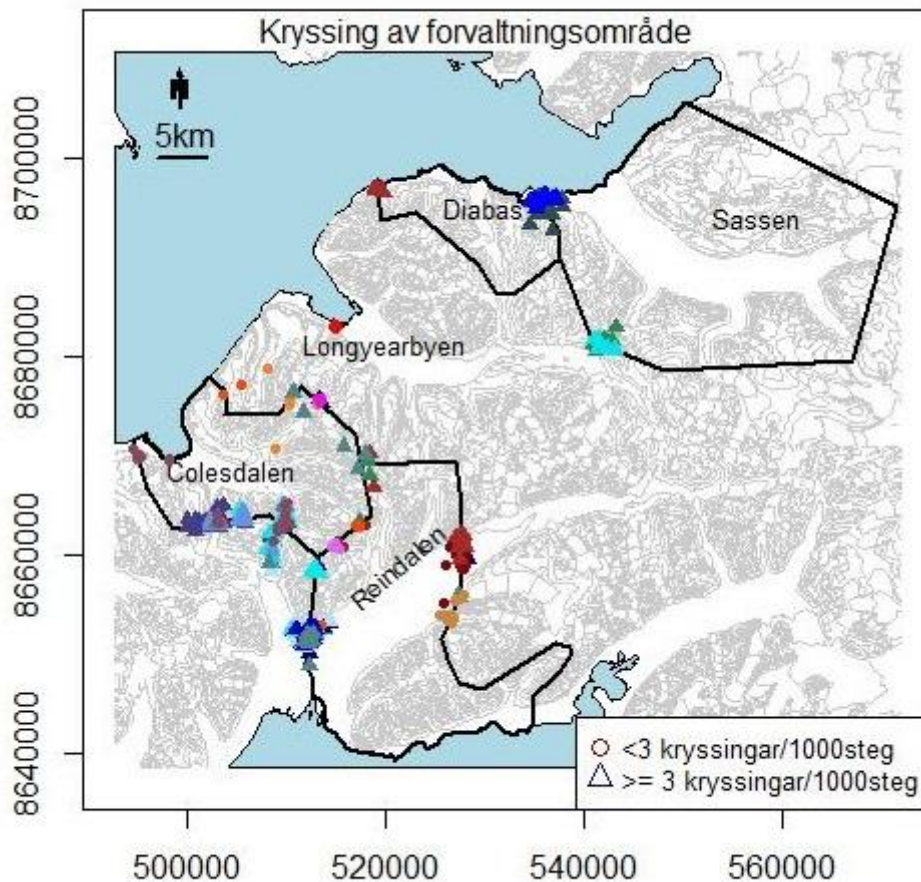 Kryssing av forvaltningsområde
5km
Diabas
Sassen
Longyearbyen
Colesdalen
Reindalen
<3 kryssingar/1000steg
>= 3 kryssingar/1000steg
8700000
8680000
8660000
8640000
500000
520000
540000
560000